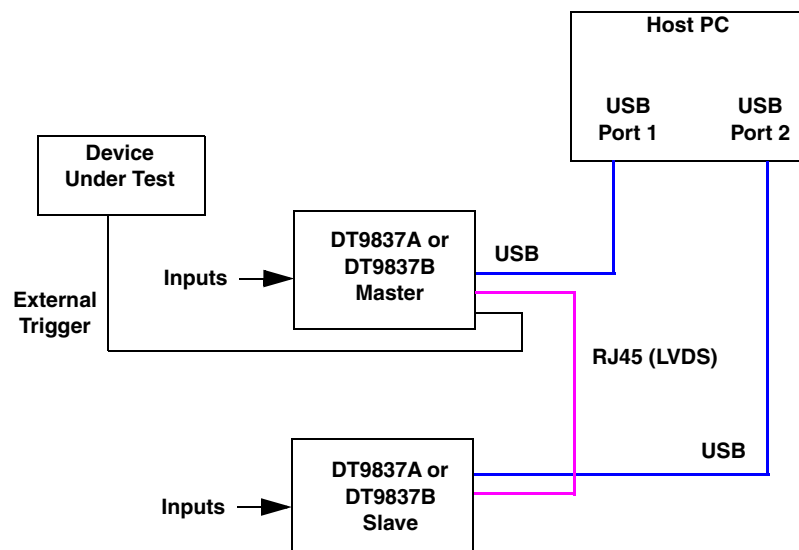 Host PC
USB
Port 1
USB
Port 2
Device
Under Test
DT9837A or
DT9837B
Master
USB
Inputs
External
Trigger
RJ45 (LVDS)
USB
DT9837A or
DT9837B
Slave
Inputs